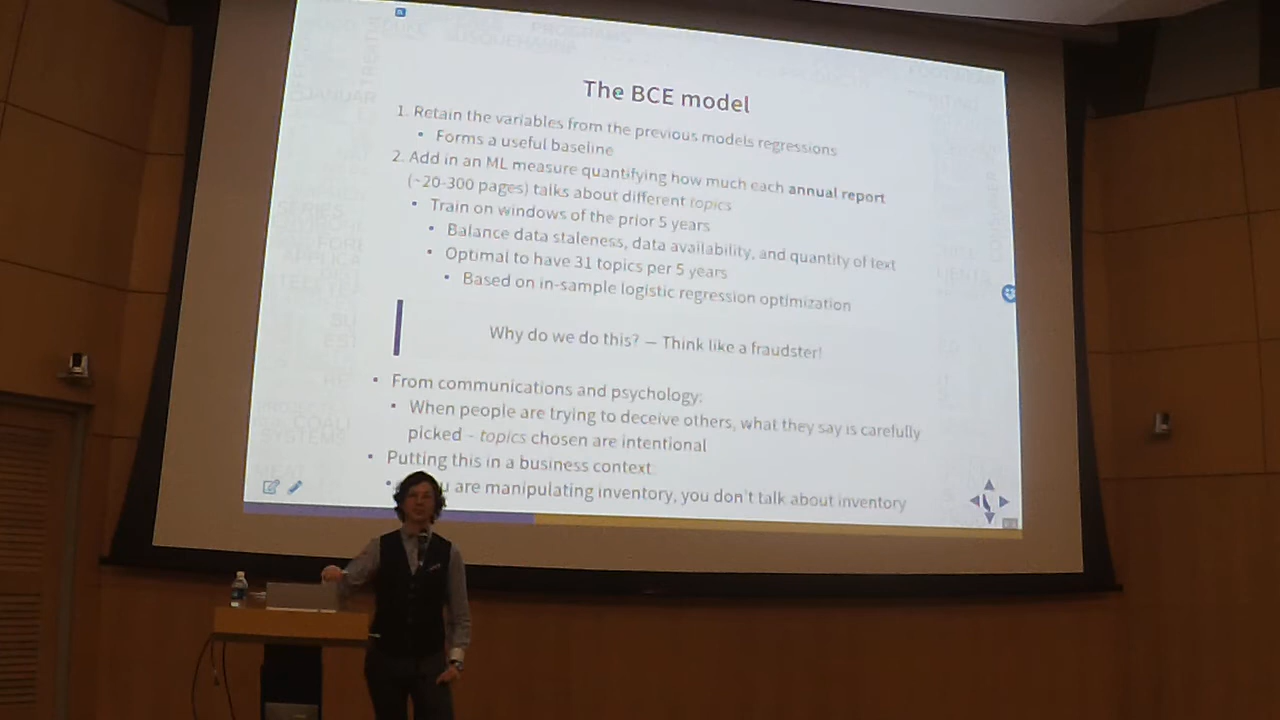 The BCE model
1. Retain the variables from the previous models regressions
• Forms a useful baseline
2. Add in an ML measure quantifying how much each annual report
(~20-300 pages) talks about different topics
• Train on windows of the prior 5 years
• Balance data staleness, data availability, and quantity of text
• Optimal to have 31 topics per 5 years
• Based on in-sample logistic regression optimization
Why do we do this? — Think like a fraudster!
• From communications and psychology:
• When people are trying to deceive others, what they say is carefully
picked – topics chosen are intentional
• Putting this in a business context
• are manipulating inventory, you don't talk about inventory